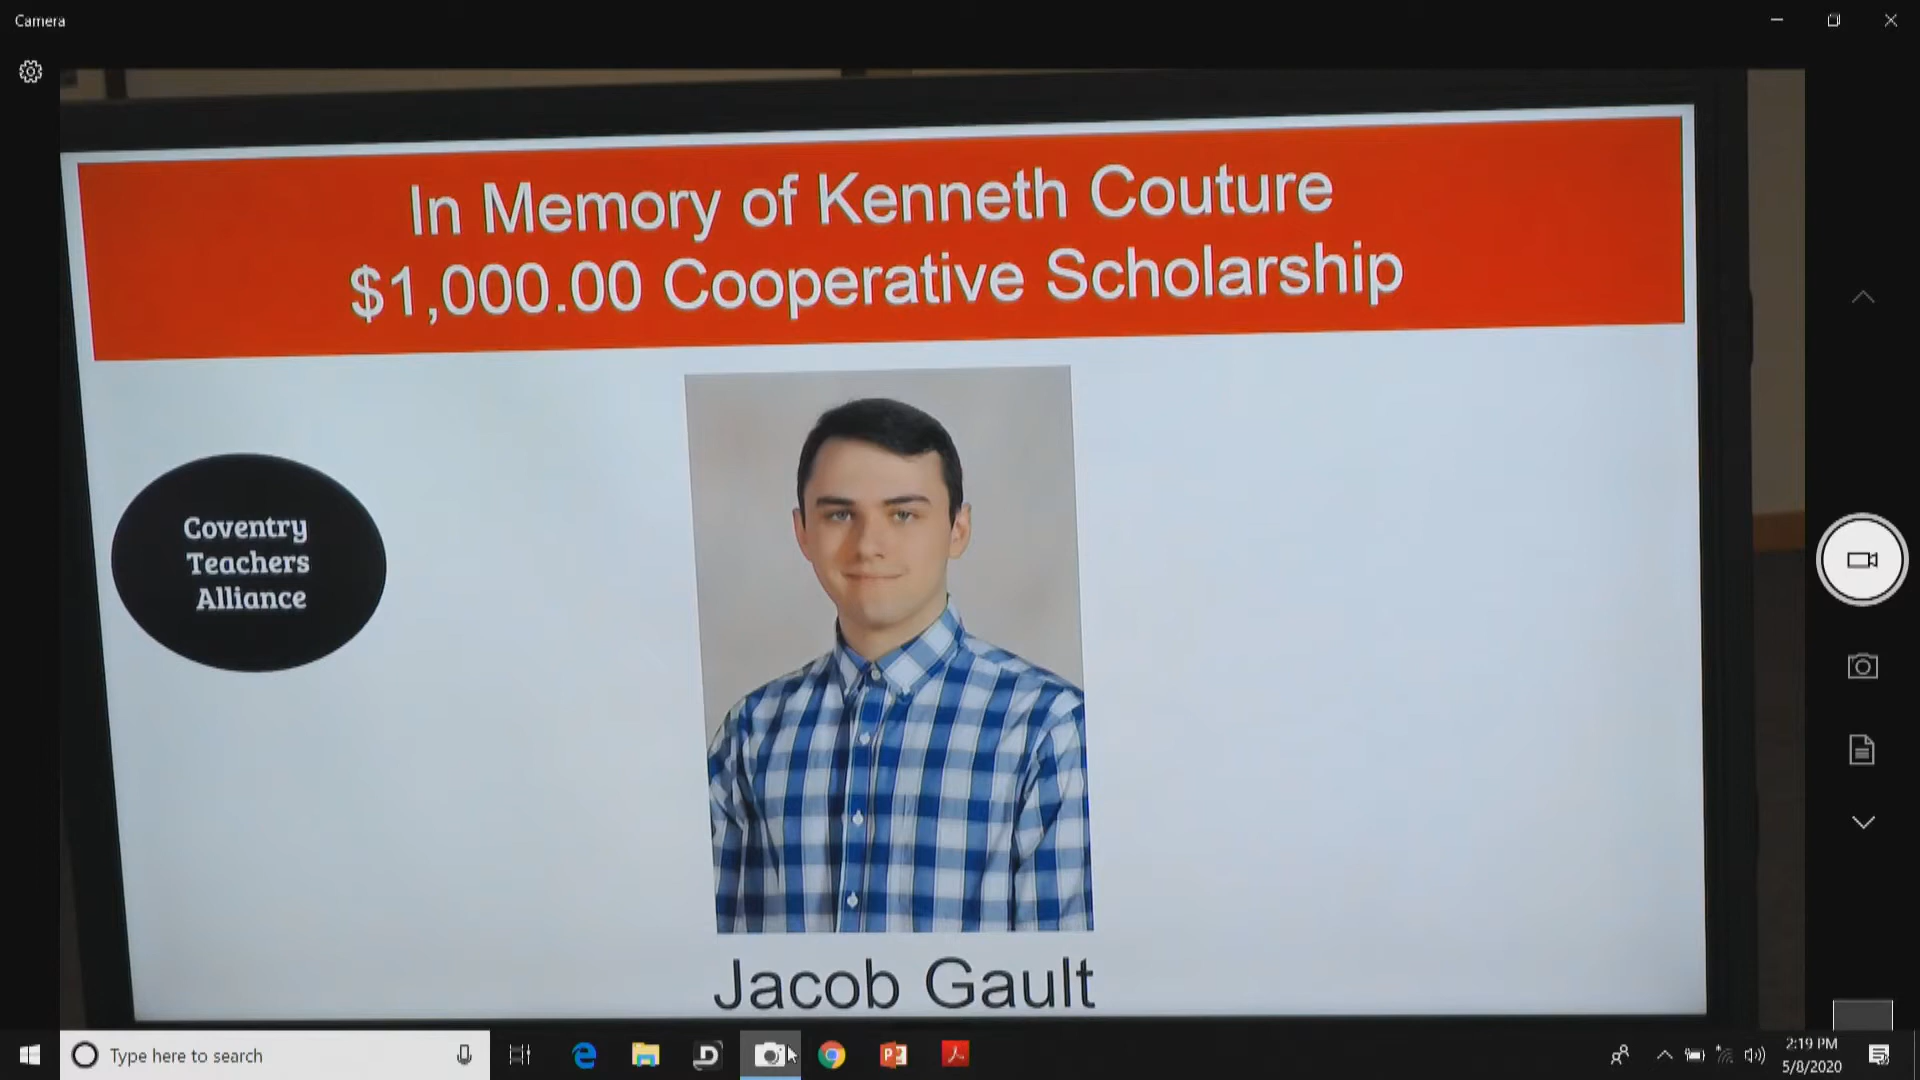 Camera
In Memory of Kenneth Couture
$1,000.00 Cooperative Scholarship
Coventry
Teachers
Alliance
Jacob Gault
Type here to search
2:19 PM
5/8/2020